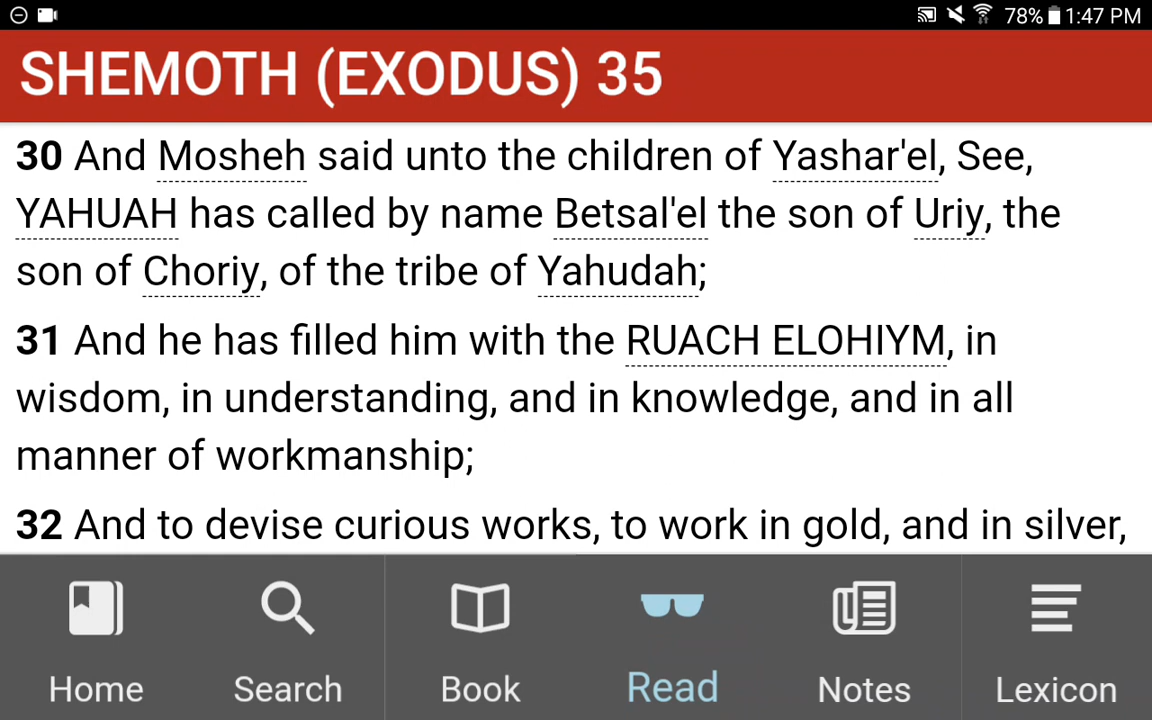 78% 1:47 PM
SHEMOTH (EXODUS) 35
30 And Mosheh said unto the children of Yashar'el, See,
YAHUAH has called by name Betsal'el the son of Uriy, the
son of Choriy, of the tribe of Yahudah;
31 And he has filled him with the RUACH ELOHIYM, in
wisdom, in understanding, and in knowledge, and in all
manner of workmanship;
32 And to devise curious works, to work in gold, and in silver,
Home Search Book Read Notes Lexicon